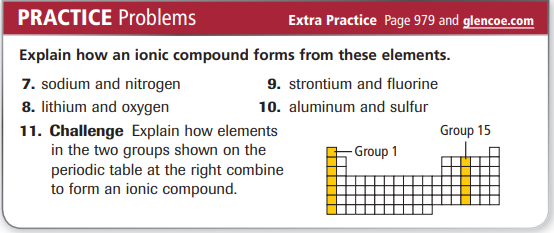 PRACTICE Problems
Extra Practice Page 979 and glencoe.com
Explain how an ionic compound forms from these elements.
7. sodium and nitrogen
8. lithium and oxygen
9. strontium and fluorine
10. aluminum and sulfur
11. Challenge Explain how elements
in the two groups shown on the
periodic table at the right combine
to form an ionic compound.
Group 15
Group 1